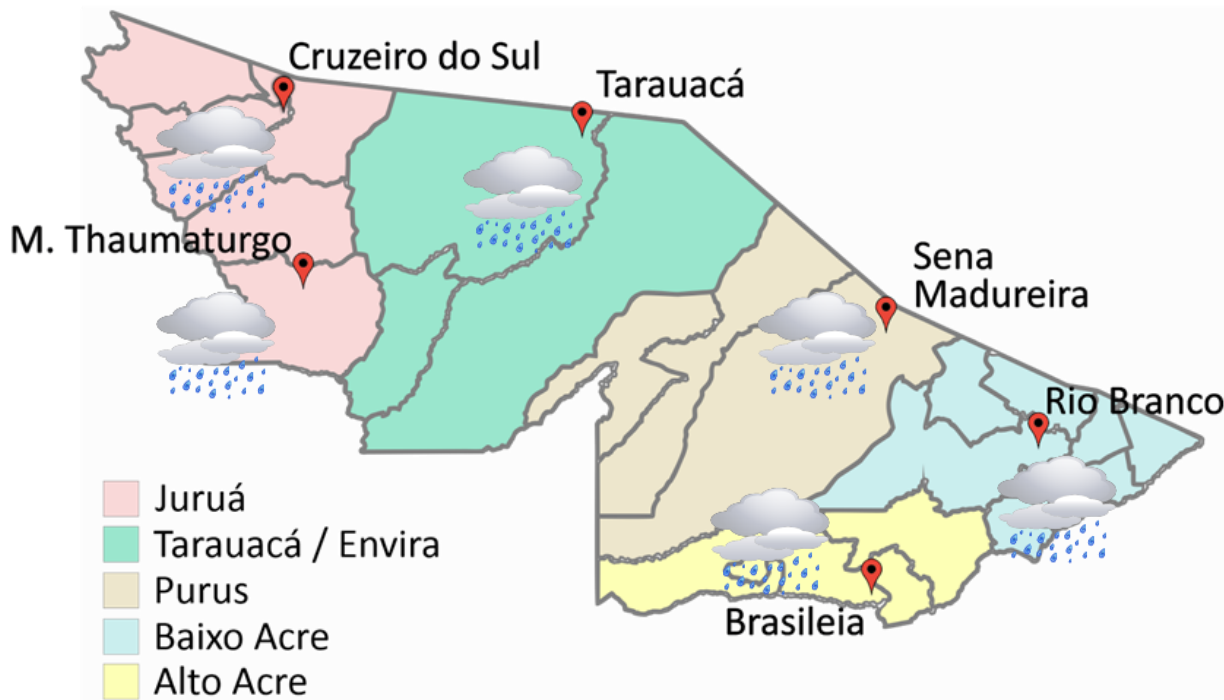 Cruzeiro do Sul
Tarauacá
M. Thaumaturgo
Sena
Madureira
Rio Branco
Brasileia
Juruá
Tarauacá / Envira
Purus
Baixo Acre
Alto Acre